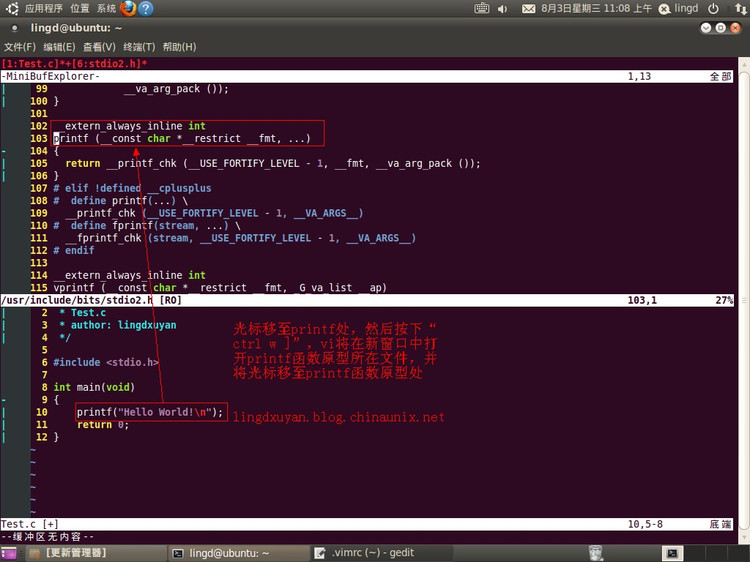 应用程序 位置 系统 8月3日星期三 11:08 上午 lingd
lingd@ubuntu: ~
文件(F) 编辑(E) 查看(V) 终端(T) 帮助(H)
[1:Test.c]*+[6:stdio2.h]*
-MiniBufExplorer- 1,13 全部
99 __va_arg_pack ());
100 }
101
102 __extern_always_inline int
103 printf (__const char *__restrict __fmt, ...)
104 {
105 return __printf_chk (__USE_FORTIFY_LEVEL - 1, __fmt, __va_arg_pack ());
106 }
107 # elif !defined __cplusplus
108 # define printf(...) \
109 __printf_chk (__USE_FORTIFY_LEVEL - 1, __VA_ARGS__)
110 # define fprintf(stream, ...) \
111 __fprintf_chk (stream, __USE_FORTIFY_LEVEL - 1, __VA_ARGS__)
112 # endif
113
114 __extern_always_inline int
115 vprintf (__const char *__restrict __fmt, _G_va_list __ap)
/usr/include/bits/stdio2.h [RO] 103,1 27%
2 * Test.c
3 * author: lingdxuyan
4 */
5
6 #include <stdio.h>
7
8 int main(void)
9 {
10 printf("Hello World!\n");
11 return 0;
12 }
光标移至printf处，然后按下“
ctrl w ]”，vi将在新窗口中打
开printf函数原型所在文件，并
将光标移至printf函数原型处
lingdxuyan.blog.chinaunix.net
~
~
~
~
~
~
Test.c [+] 10,5-8 底端
--缓冲区无内容--
[更新管理器] lingd@ubuntu: ~ .vimrc (~) - gedit